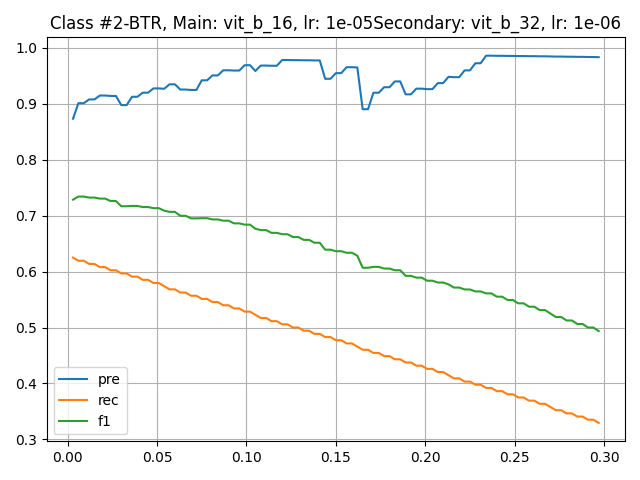 Class #2-BTR, Main: vit_b_16, lr: 1e-05Secondary: vit_b_32, lr: 1e-06
1.0
0.9
0.8
0.7
0.6
0.5
0.4
0.3
pre
rec
f1
0.00 0.05 0.10 0.15 0.20 0.25 0.30